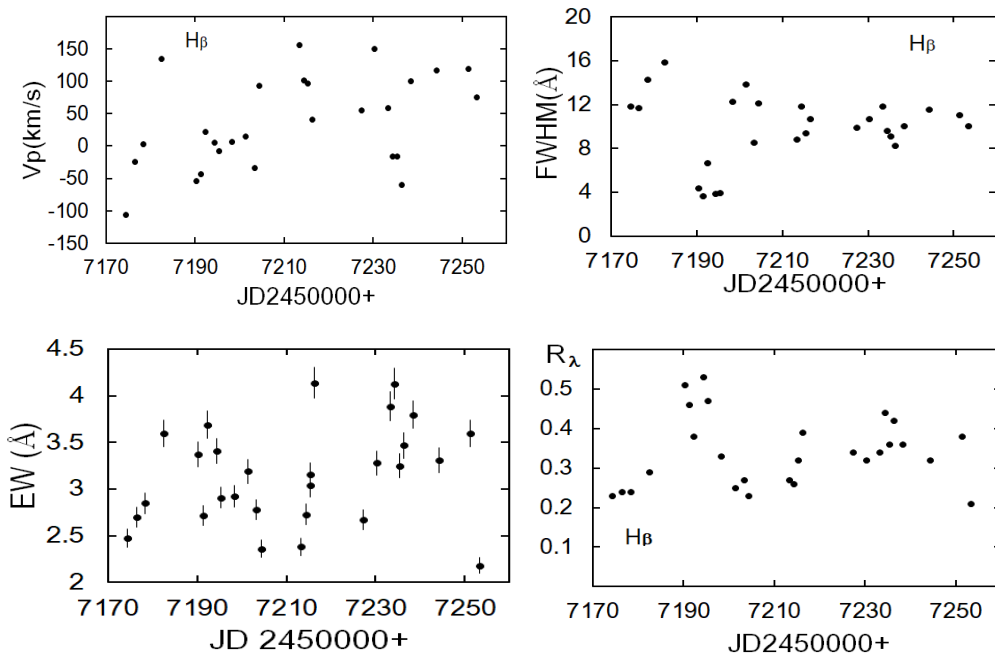 Hβ
Vp(km/s)
150
100
50
0
-50
-100
-150
7170 7190 7210 7230 7250
JD2450000+
Hβ
FWHM(Å)
20
16
12
8
4
0
7170 7190 7210 7230 7250
JD2450000+
EW (Å)
4.5
4
3.5
3
2.5
2
7170 7190 7210 7230 7250
JD 2450000+
Rλ
0.5
0.4
0.3
0.2
0.1
Hβ
7170 7190 7210 7230 7250
JD2450000+